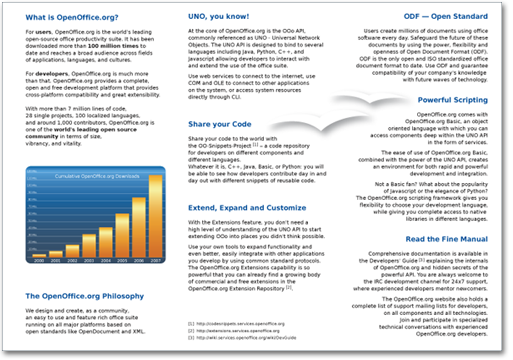 What is OpenOffice.org?
For users, OpenOffice.org is the world's leading
open-source office productivity suite. It has been
downloaded more than 100 million times to
date and reaches a broad audience across fields
of applications, languages, and cultures.
For developers, OpenOffice.org is much more
than that. OpenOffice.org provides a complete,
open and free development platform that provides
cross-platform compatibility and great extensibility.
With more than 7 million lines of code,
28 single projects, 100 localized languages,
and around 1,000 contributors, OpenOffice.org is
one of the world's leading open source
community in terms of size,
vibrancy, and vitality.
Cumulative OpenOffice.org Downloads
2000 2001 2002 2003 2004 2005 2006 2007
The OpenOffice.org Philosophy
We design and create, as a community,
an easy to use and feature rich office suite
running on all major platforms based on
open standards like OpenDocument and XML.
UNO, you know!
At the core of OpenOffice.org is the OOo API,
commonly referenced as UNO - Universal Network
Objects. The UNO API is designed to bind to several
languages including Java, Python, C++, and
Javascript allowing developers to interact with
and extend the use of the office suite.
Use web services to connect to the internet, use
COM and OLE to connect to other applications
on the system, or access system resources
directly through CLI.
Share your Code
Share your code to the world with
the OO-Snippets-Project [1] – a code repository
for developers on different components and
different languages.
Whatever it is, C++, Java, Basic, or Python: you will
be able to see how developers contribute day in and
day out with different snippets of reusable code.
Extend, Expand and Customize
With the Extensions feature, you don't need a
high level of understanding of the UNO API to start
extending OOo into places you didn't think possible.
Use your own tools to expand functionality and
even better, easily integrate with other applications
you develop by using common standard protocols.
The OpenOffice.org Extensions capability is so
powerful that you can already find a growing body
of commercial and free extensions in the
OpenOffice.org Extension Repository [2].
[1] http://codesnippets.services.openoffice.org
[2] http://extensions.services.openoffice.org
[3] http://wiki.services.openoffice.org/wiki/DevGuide
ODF — Open Standard
Users create millions of documents using office
software every day. Safeguard the future of these
documents by using the power, flexibility and
openness of Open Document Format (ODF).
ODF is the only open and ISO standardized office
document format to date. Use ODF and guarantee
compatibility of your company's knowledge
with future waves of technology.
Powerful Scripting
OpenOffice.org comes with
OpenOffice.org Basic, an object
oriented language with which you can
access components deep within the UNO API
in the form of services.
The ease of use of OpenOffice.org Basic,
combined with the power of the UNO API, creates
an environment for both rapid and powerful
development and integration.
Not a Basic fan? What about the popularity
of Javascript or the elegance of Python?
The OpenOffice.org scripting framework gives you
flexibility to choose your development language,
while giving you complete access to native
libraries in different languages.
Read the Fine Manual
Comprehensive documentation is available in
the Developers' Guide [3] explaining the internals
of OpenOffice.org and hidden secrets of the
powerful API. You are always welcome to
the IRC development channel for 24x7 support,
where experienced developers mentor newcomers.
The OpenOffice.org website also holds a
complete list of support mailing lists for developers,
on all components and all technologies.
Join and participate in specialized
technical conversations with experienced
OpenOffice.org developers.